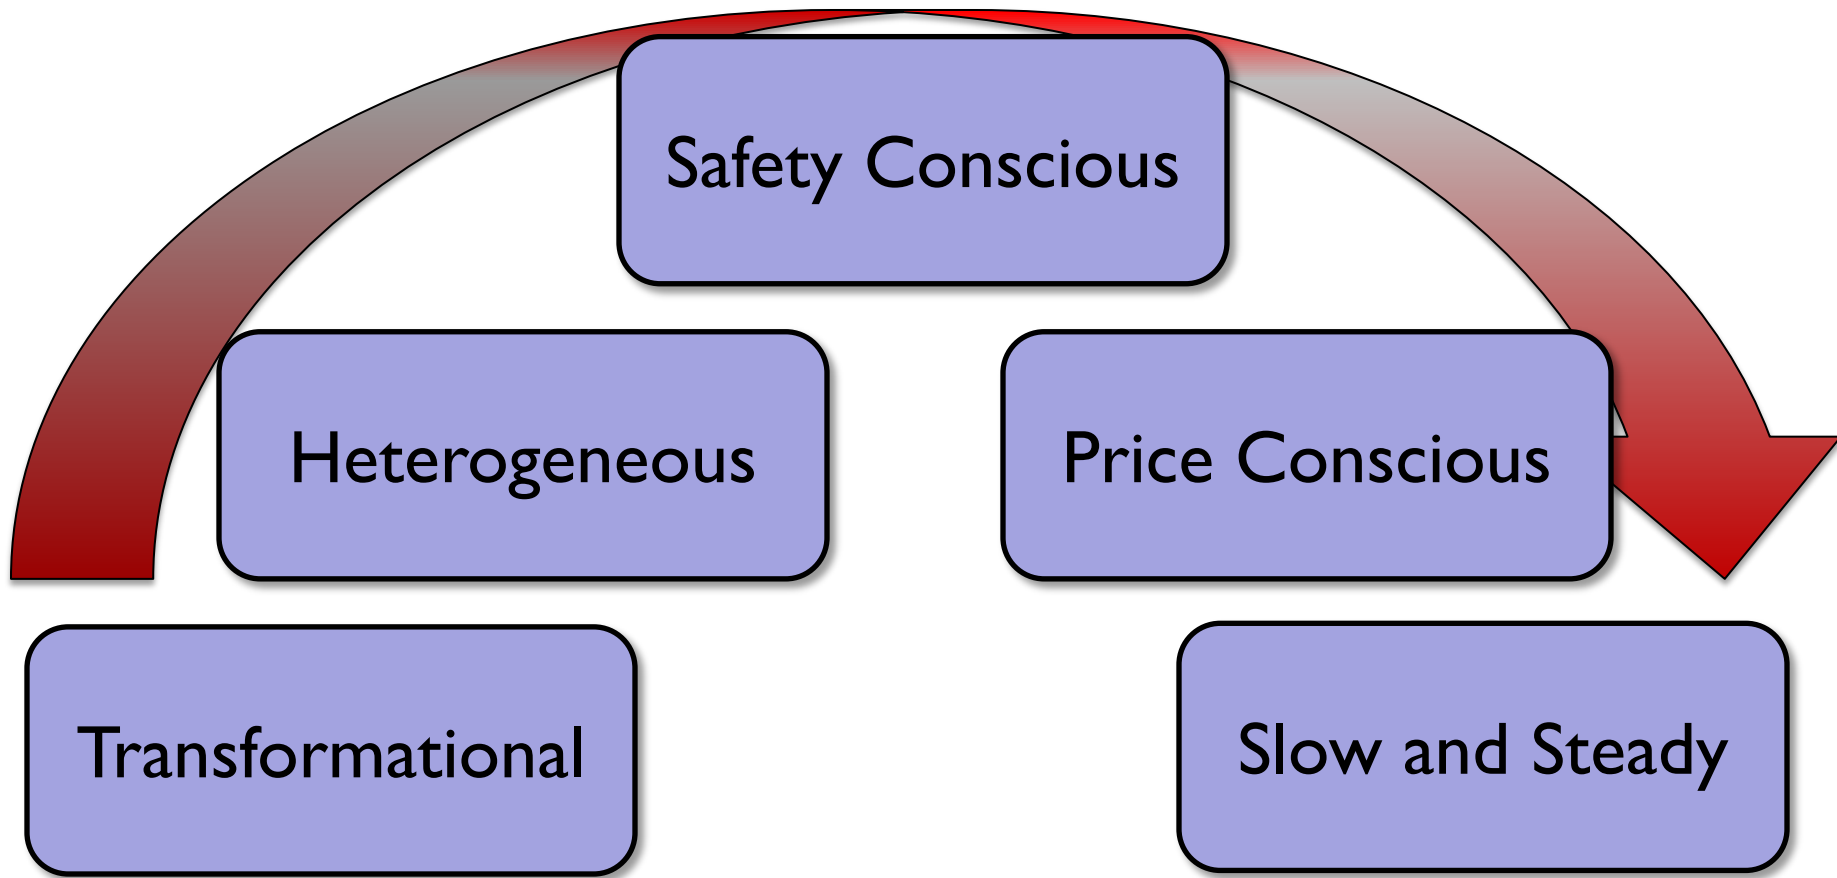 Safety Conscious
Heterogeneous
Price Conscious
Transformational
Slow and Steady